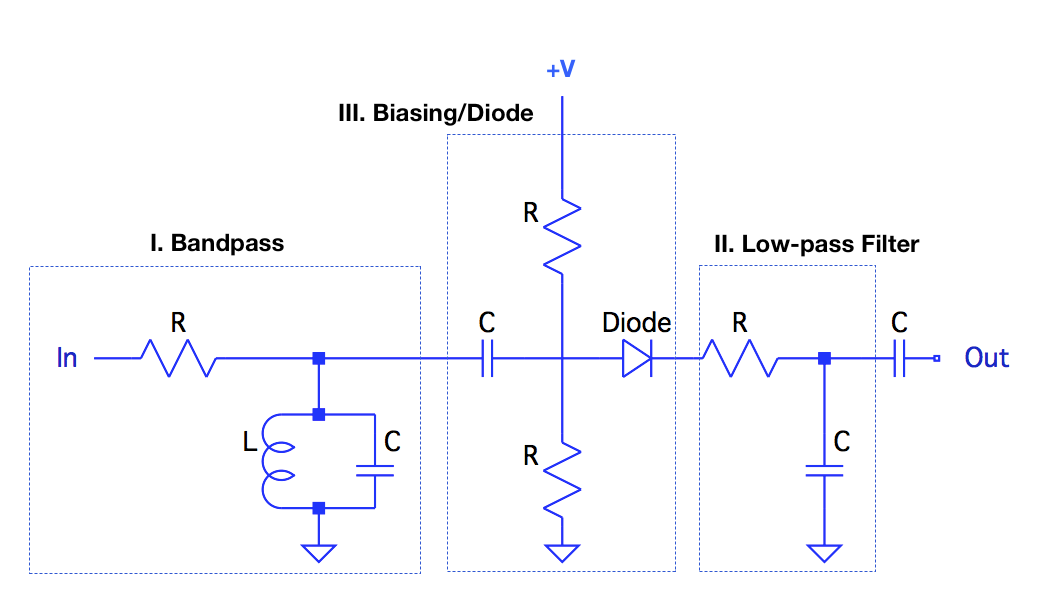 +V
III. Biasing/Diode
R
I. Bandpass
II. Low-pass Filter
R
C
Diode
R
C
In
Out
L
C
R
C